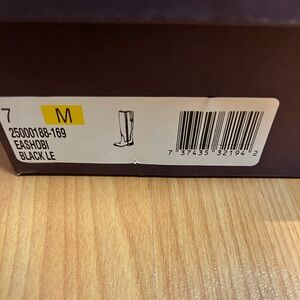 7 M
25000188-169
EASHOBI
BLACK LE
7 37435 32194 2